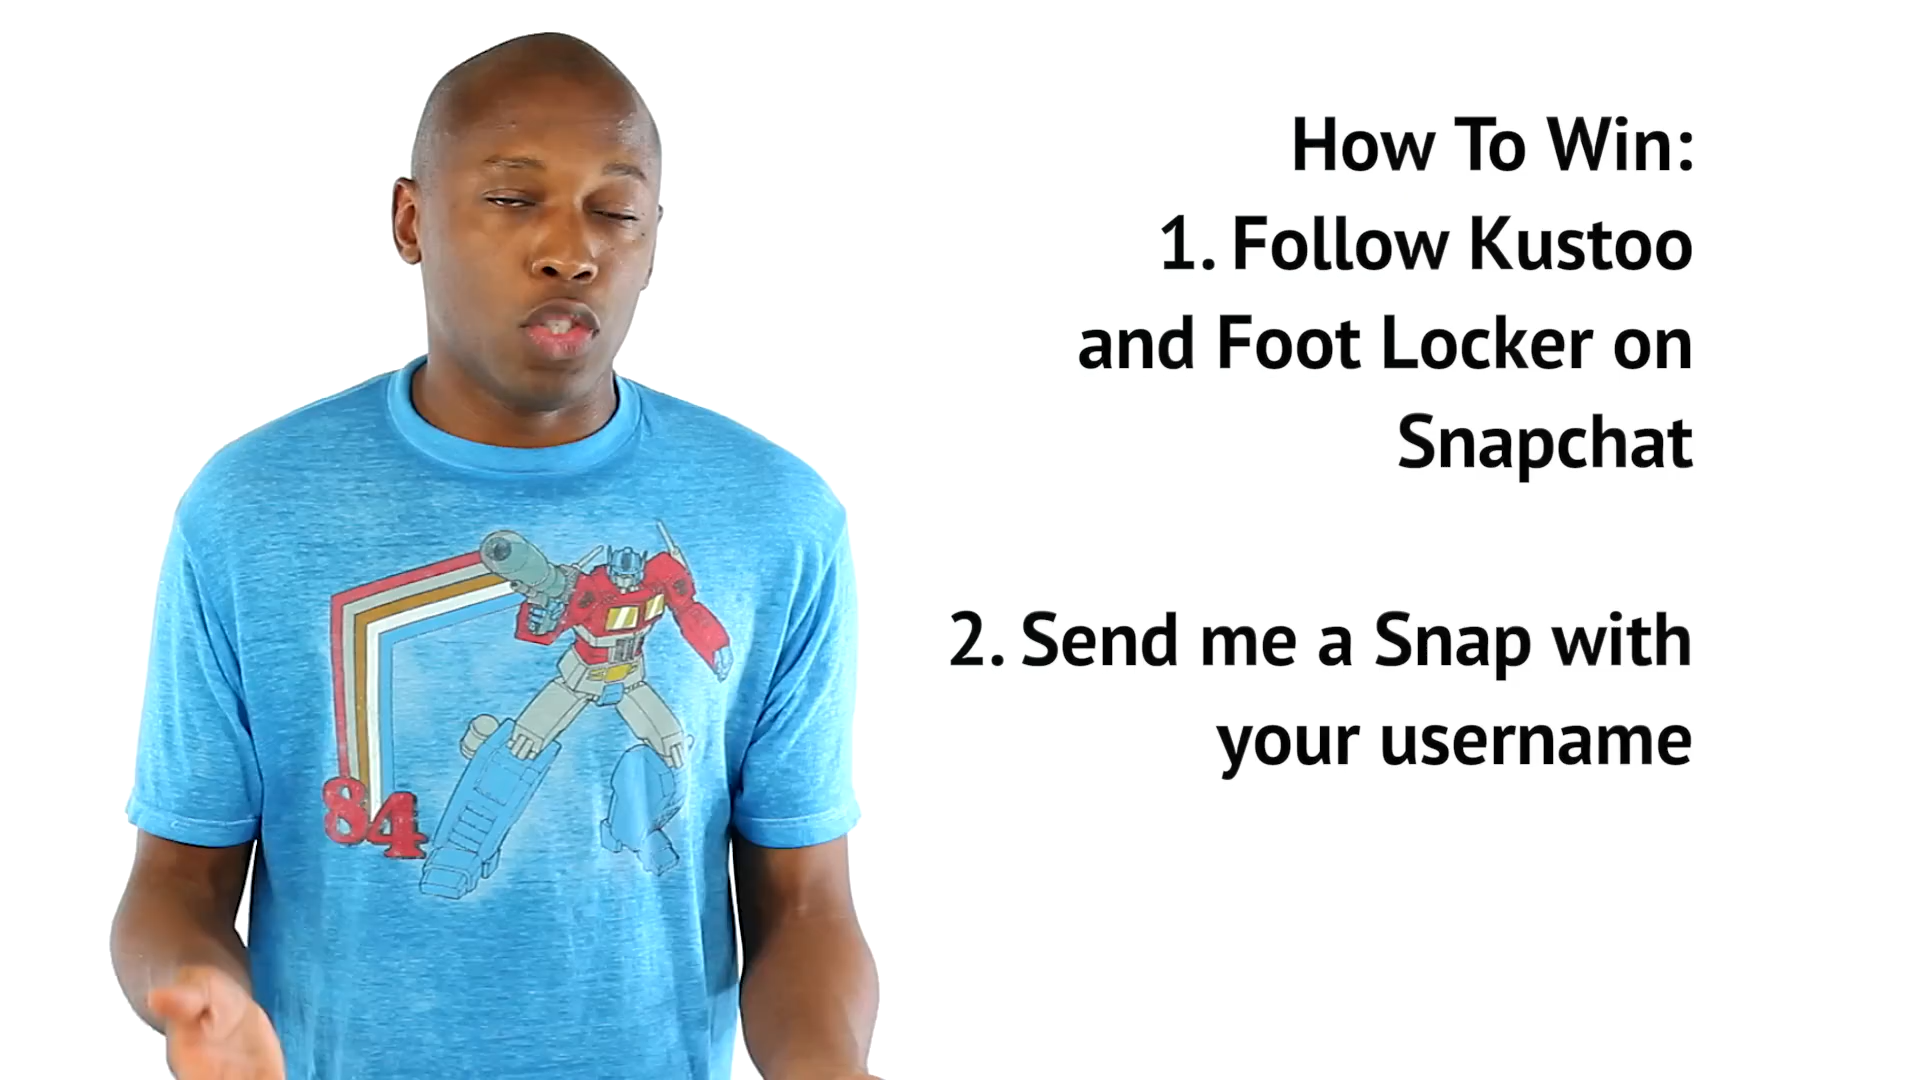 How To Win:
1. Follow Kustoo
and Foot Locker on
Snapchat
2. Send me a Snap with
your username
84